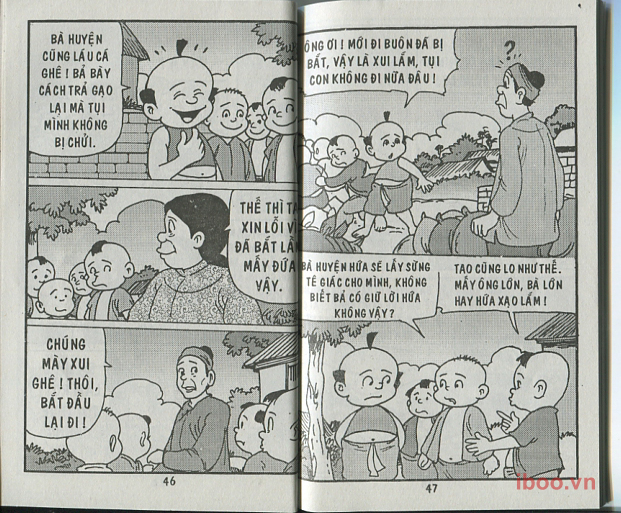 BÀ HUYỆN
CŨNG LÁU CÁ
GHÊ ! BẢ BÀY
CÁCH TRẢ GẠO
LẠI MÀ TỤI
MÌNH KHÔNG
BỊ CHỬI.
THẾ THÌ TA
XIN LỖI VÌ
ĐÃ BẮT LẦM
MẤY ĐỨA
VẬY.
CHÚNG
MÀY XUI
GHÊ ! THÔI,
BẮT ĐẦU
LẠI ĐI !
46
ÔNG ƠI ! MỚI ĐI BUÔN ĐÃ BỊ
BẮT, VẬY LÀ XUI LẮM, TỤI
CON KHÔNG ĐI NỮA ĐÂU !
?
BÀ HUYỆN HỨA SẼ LẤY SỪNG
TÊ GIÁC CHO MÌNH, KHÔNG
BIẾT BẢ CÓ GIỮ LỜI HỨA
KHÔNG VẬY ?
TAO CŨNG LO NHƯ THẾ.
MẤY ÔNG LỚN, BÀ LỚN
HAY HỨA XẠO LẮM !
47
iboo.vn